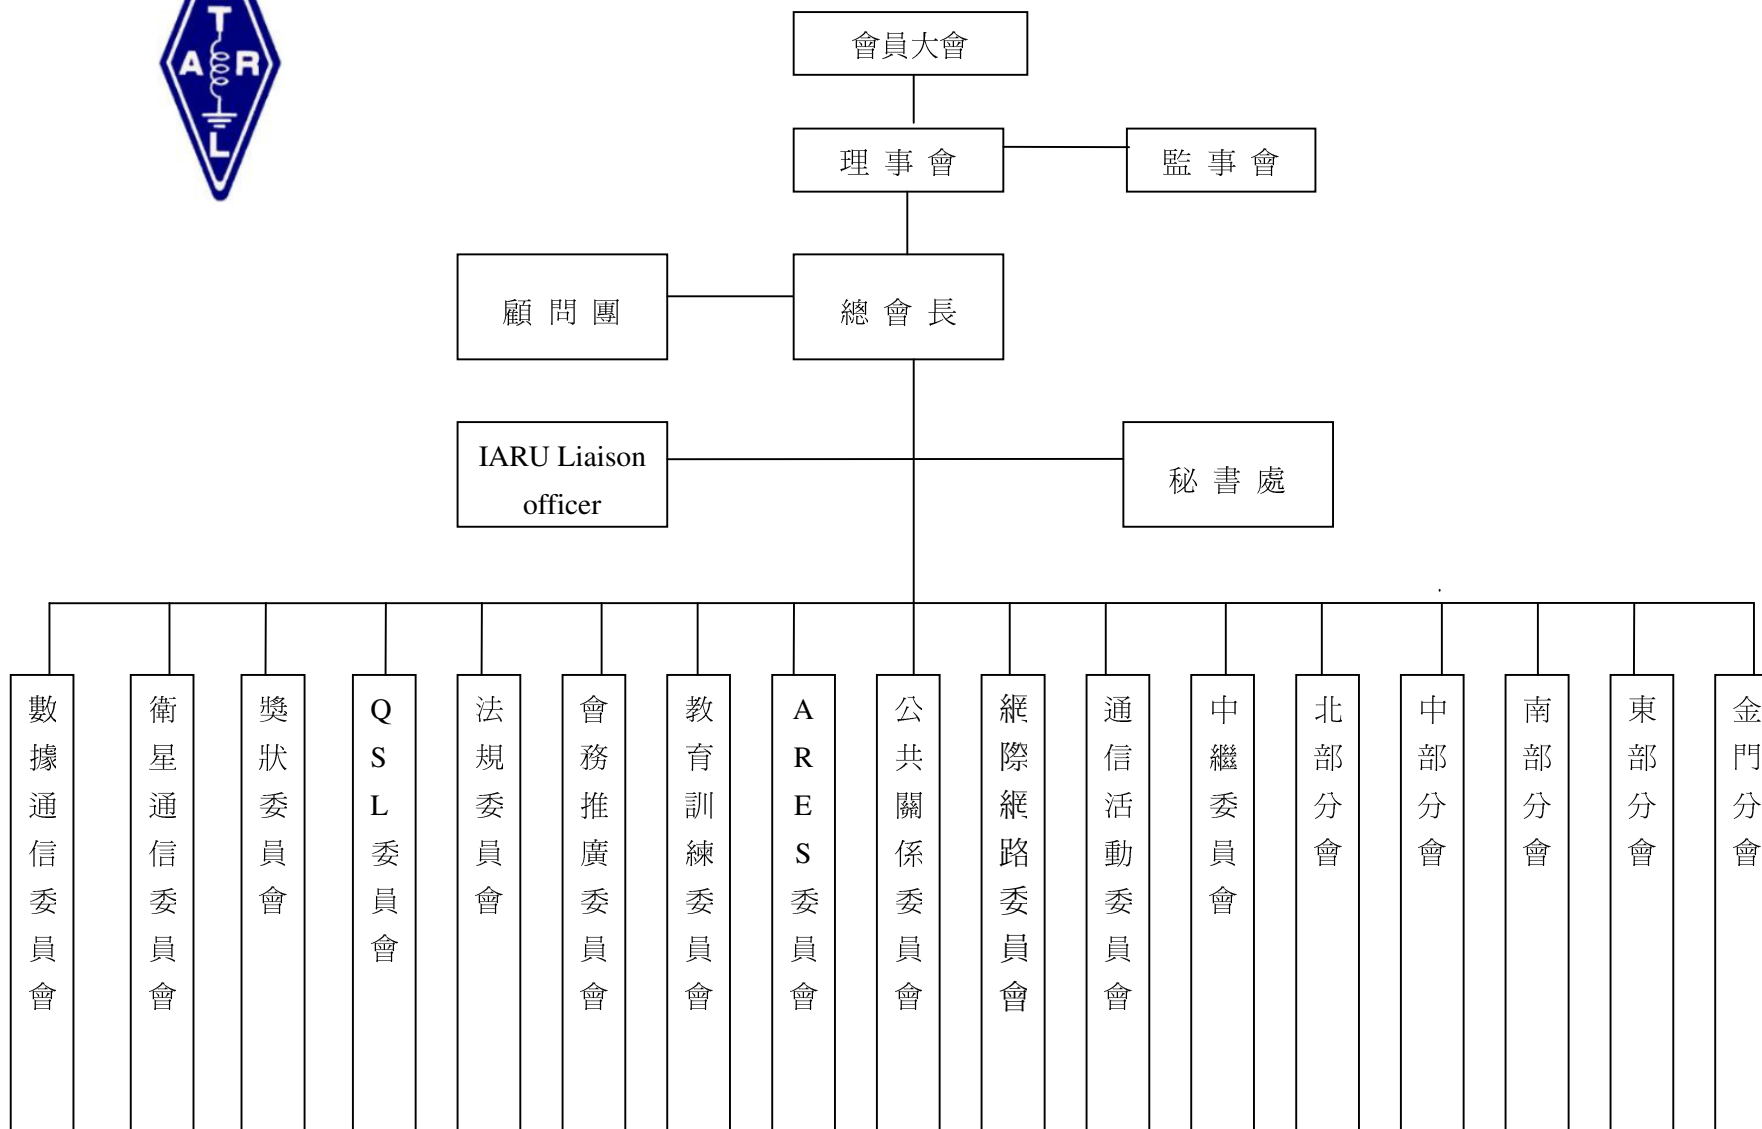 T
A R
L
會員大會
理事會
監事會
顧問團
總會長
IARU Liaison
officer
秘書處
數據通信委員會
衛星通信委員會
獎狀委員會
QSL委員會
法規委員會
會務推廣委員會
教育訓練委員會
ARES委員會
公共關係委員會
網際網路委員會
通信活動委員會
中繼委員會
北部分會
中部分會
南部分會
東部分會
金門分會